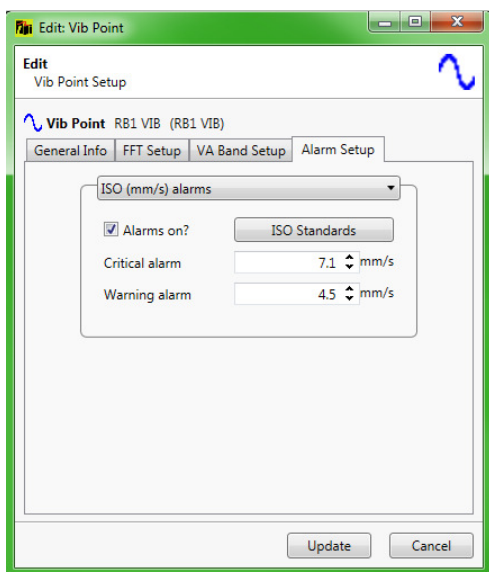 Edit: Vib Point
Edit
Vib Point Setup
Vib Point RB1 VIB (RB1 VIB)
General Info FFT Setup VA Band Setup Alarm Setup
ISO (mm/s) alarms
Alarms on? ISO Standards
Critical alarm 7.1 mm/s
Warning alarm 4.5 mm/s
Update Cancel